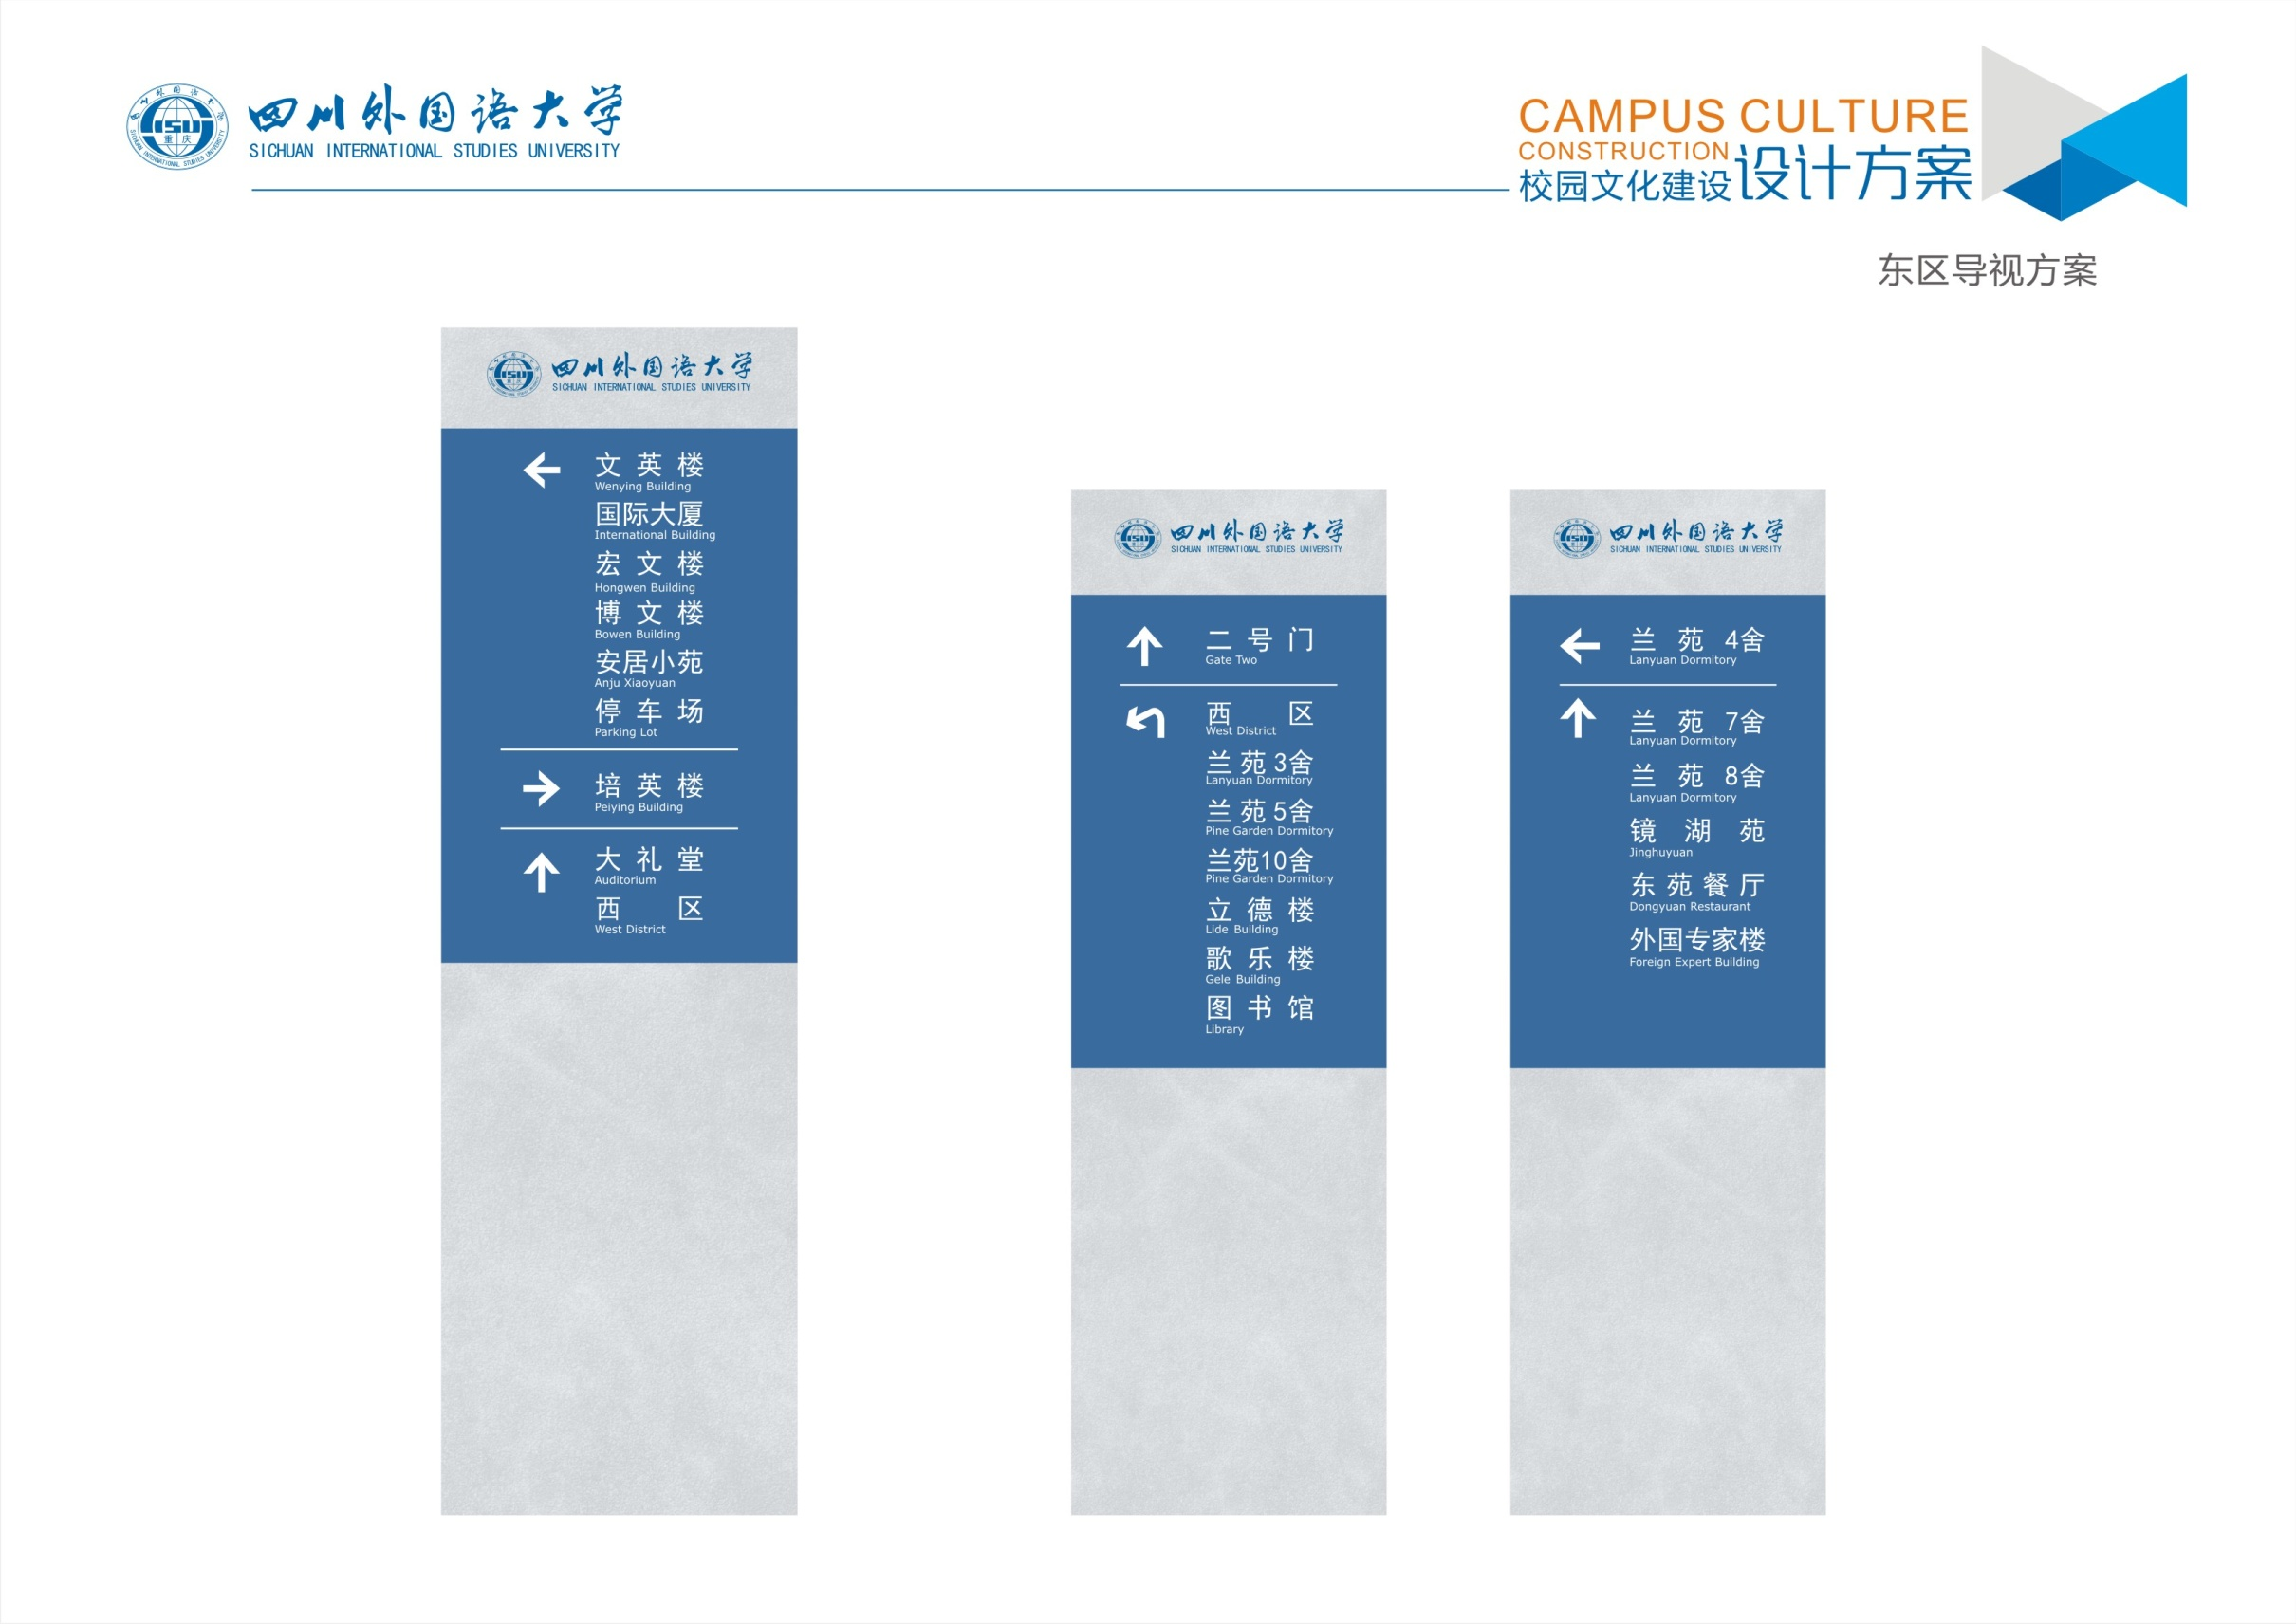 四川外国语大学
SICHUAN INTERNATIONAL STUDIES UNIVERSITY
CAMPUS CULTURE
CONSTRUCTION
校园文化建设设计方案
东区导视方案
四川外国语大学
SICHUAN INTERNATIONAL STUDIES UNIVERSITY
文英楼
Wenying Building
国际大厦
International Building
宏文楼
Hongwen Building
博文楼
Bowen Building
安居小苑
Anju Xiaoyuan
停车场
Parking Lot
培英楼
Peiying Building
大礼堂
Auditorium
西区
West District
四川外国语大学
SICHUAN INTERNATIONAL STUDIES UNIVERSITY
二号门
Gate Two
西区
West District
兰苑3舍
Lanyuan Dormitory
兰苑5舍
Pine Garden Dormitory
兰苑10舍
Pine Garden Dormitory
立德楼
Lide Building
歌乐楼
Gele Building
图书馆
Library
四川外国语大学
SICHUAN INTERNATIONAL STUDIES UNIVERSITY
兰苑4舍
Lanyuan Dormitory
兰苑7舍
Lanyuan Dormitory
兰苑8舍
Lanyuan Dormitory
镜湖苑
Jinghuyuan
东苑餐厅
Dongyuan Restaurant
外国专家楼
Foreign Expert Building